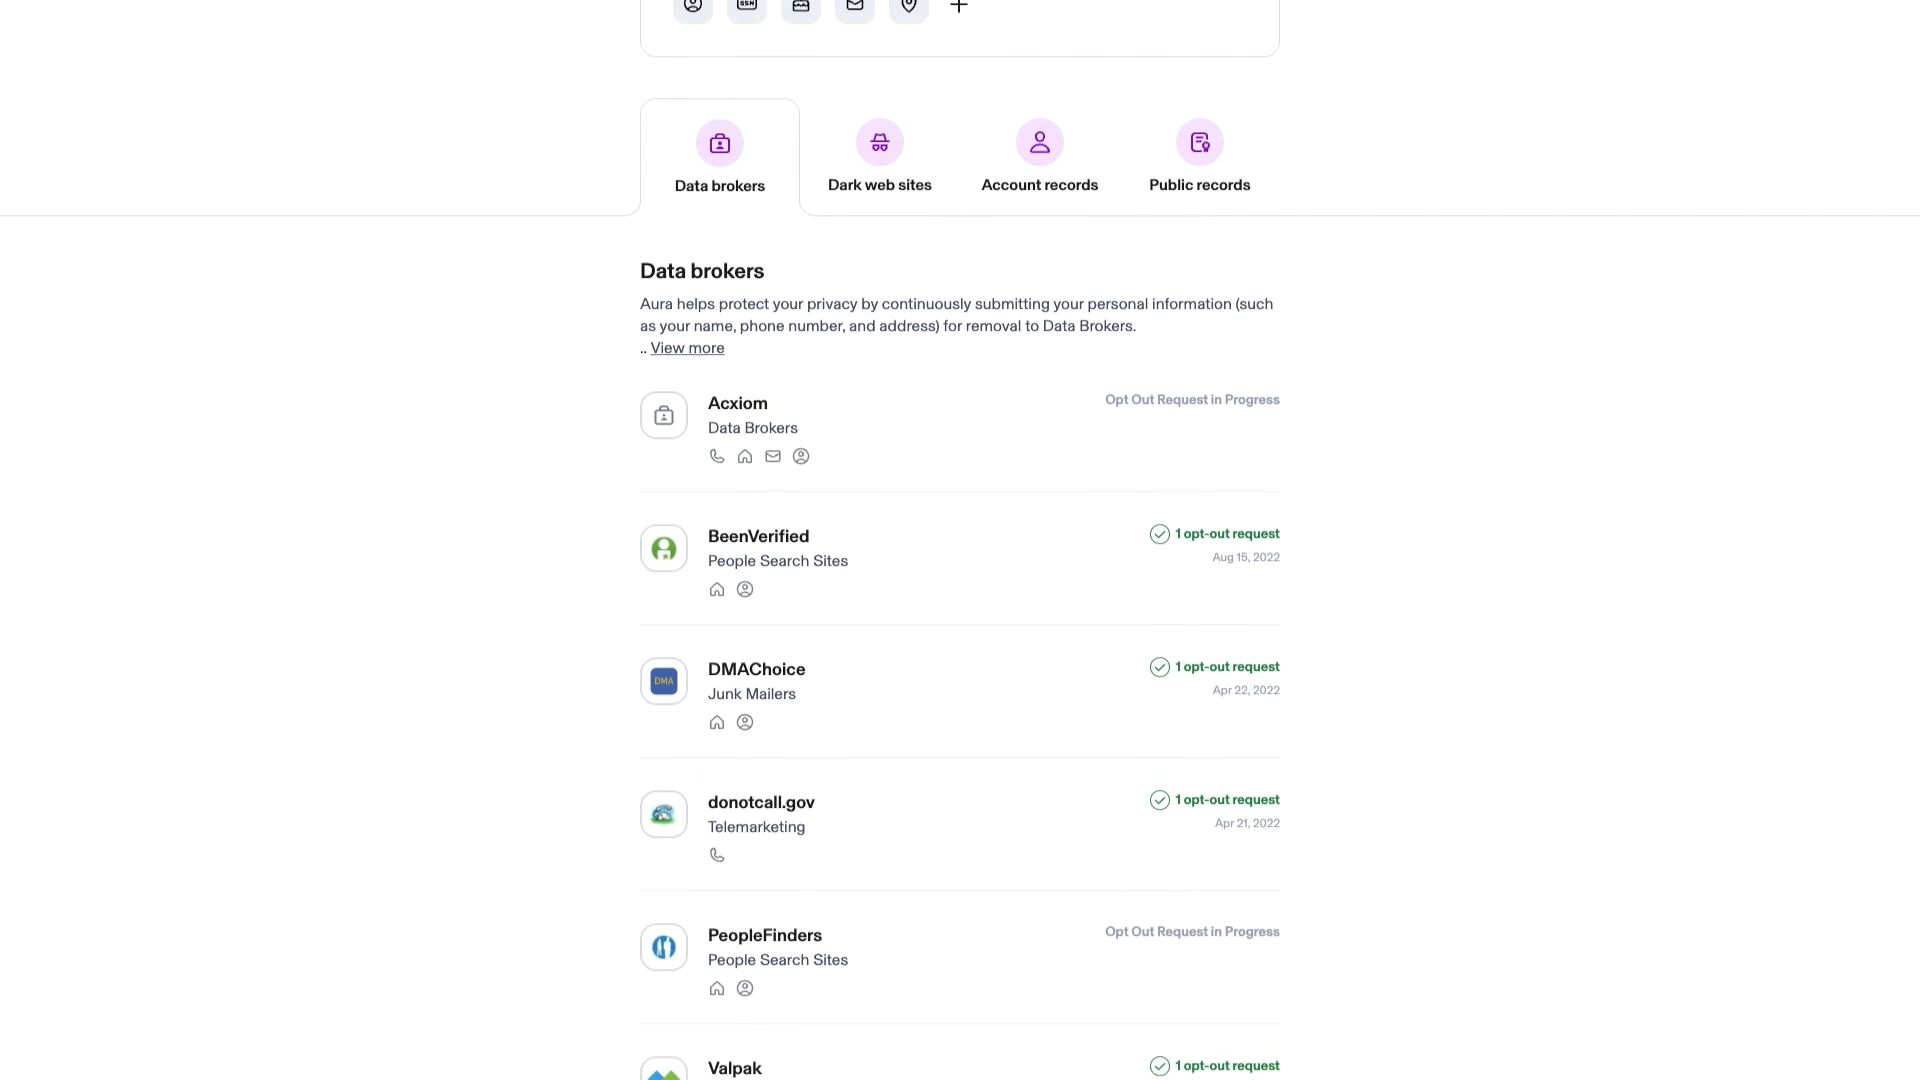 SSN
Data brokers
Dark web sites
Account records
Public records
Data brokers
Aura helps protect your privacy by continuously submitting your personal information (such
as your name, phone number, and address) for removal to Data Brokers.
.. View more
Acxiom
Opt Out Request in Progress
Data Brokers
BeenVerified
1 opt-out request
People Search Sites
Aug 15, 2022
DMA
DMAChoice
1 opt-out request
Junk Mailers
Apr 22, 2022
donotcall.gov
1 opt-out request
Telemarketing
Apr 21, 2022
PeopleFinders
Opt Out Request in Progress
People Search Sites
Valpak
1 opt-out request